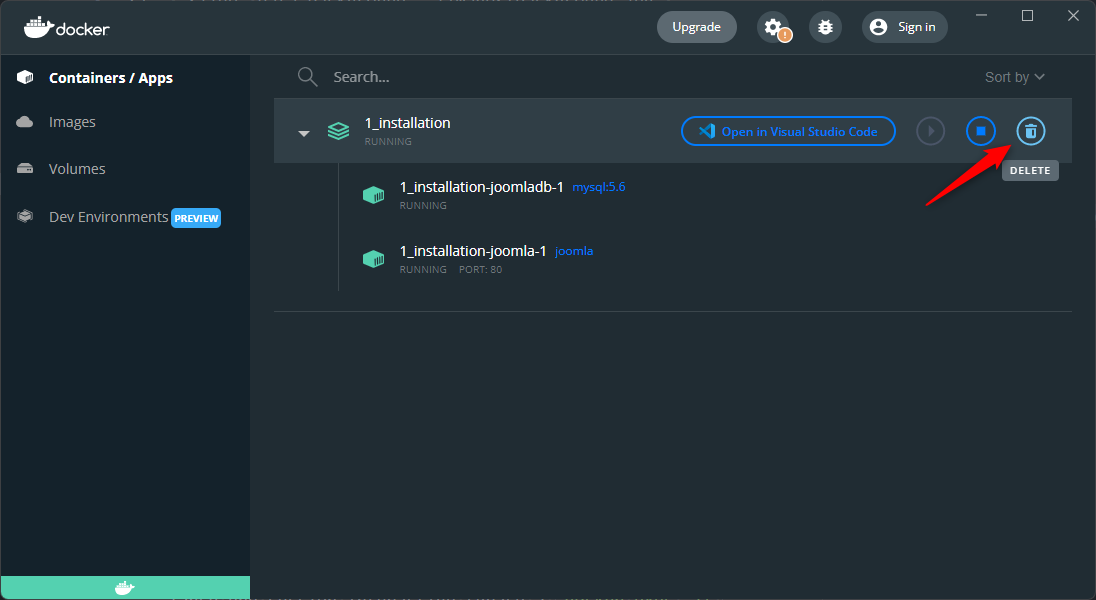 docker
Upgrade
!
Sign in
Containers / Apps
Images
Volumes
Dev Environments PREVIEW
Search...
Sort by
1_installation
RUNNING
Open in Visual Studio Code
DELETE
1_installation-joomladb-1 mysql:5.6
RUNNING
1_installation-joomla-1 joomla
RUNNING PORT: 80